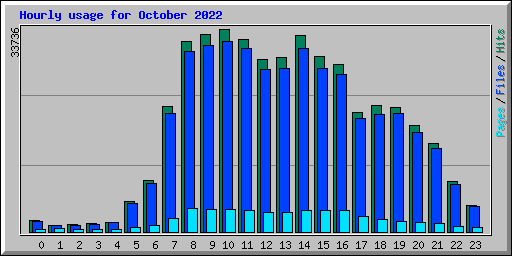 Hourly usage for October 2022
33736
Pages/Files/Hits
0 1 2 3 4 5 6 7 8 9 10 11 12 13 14 15 16 17 18 19 20 21 22 23